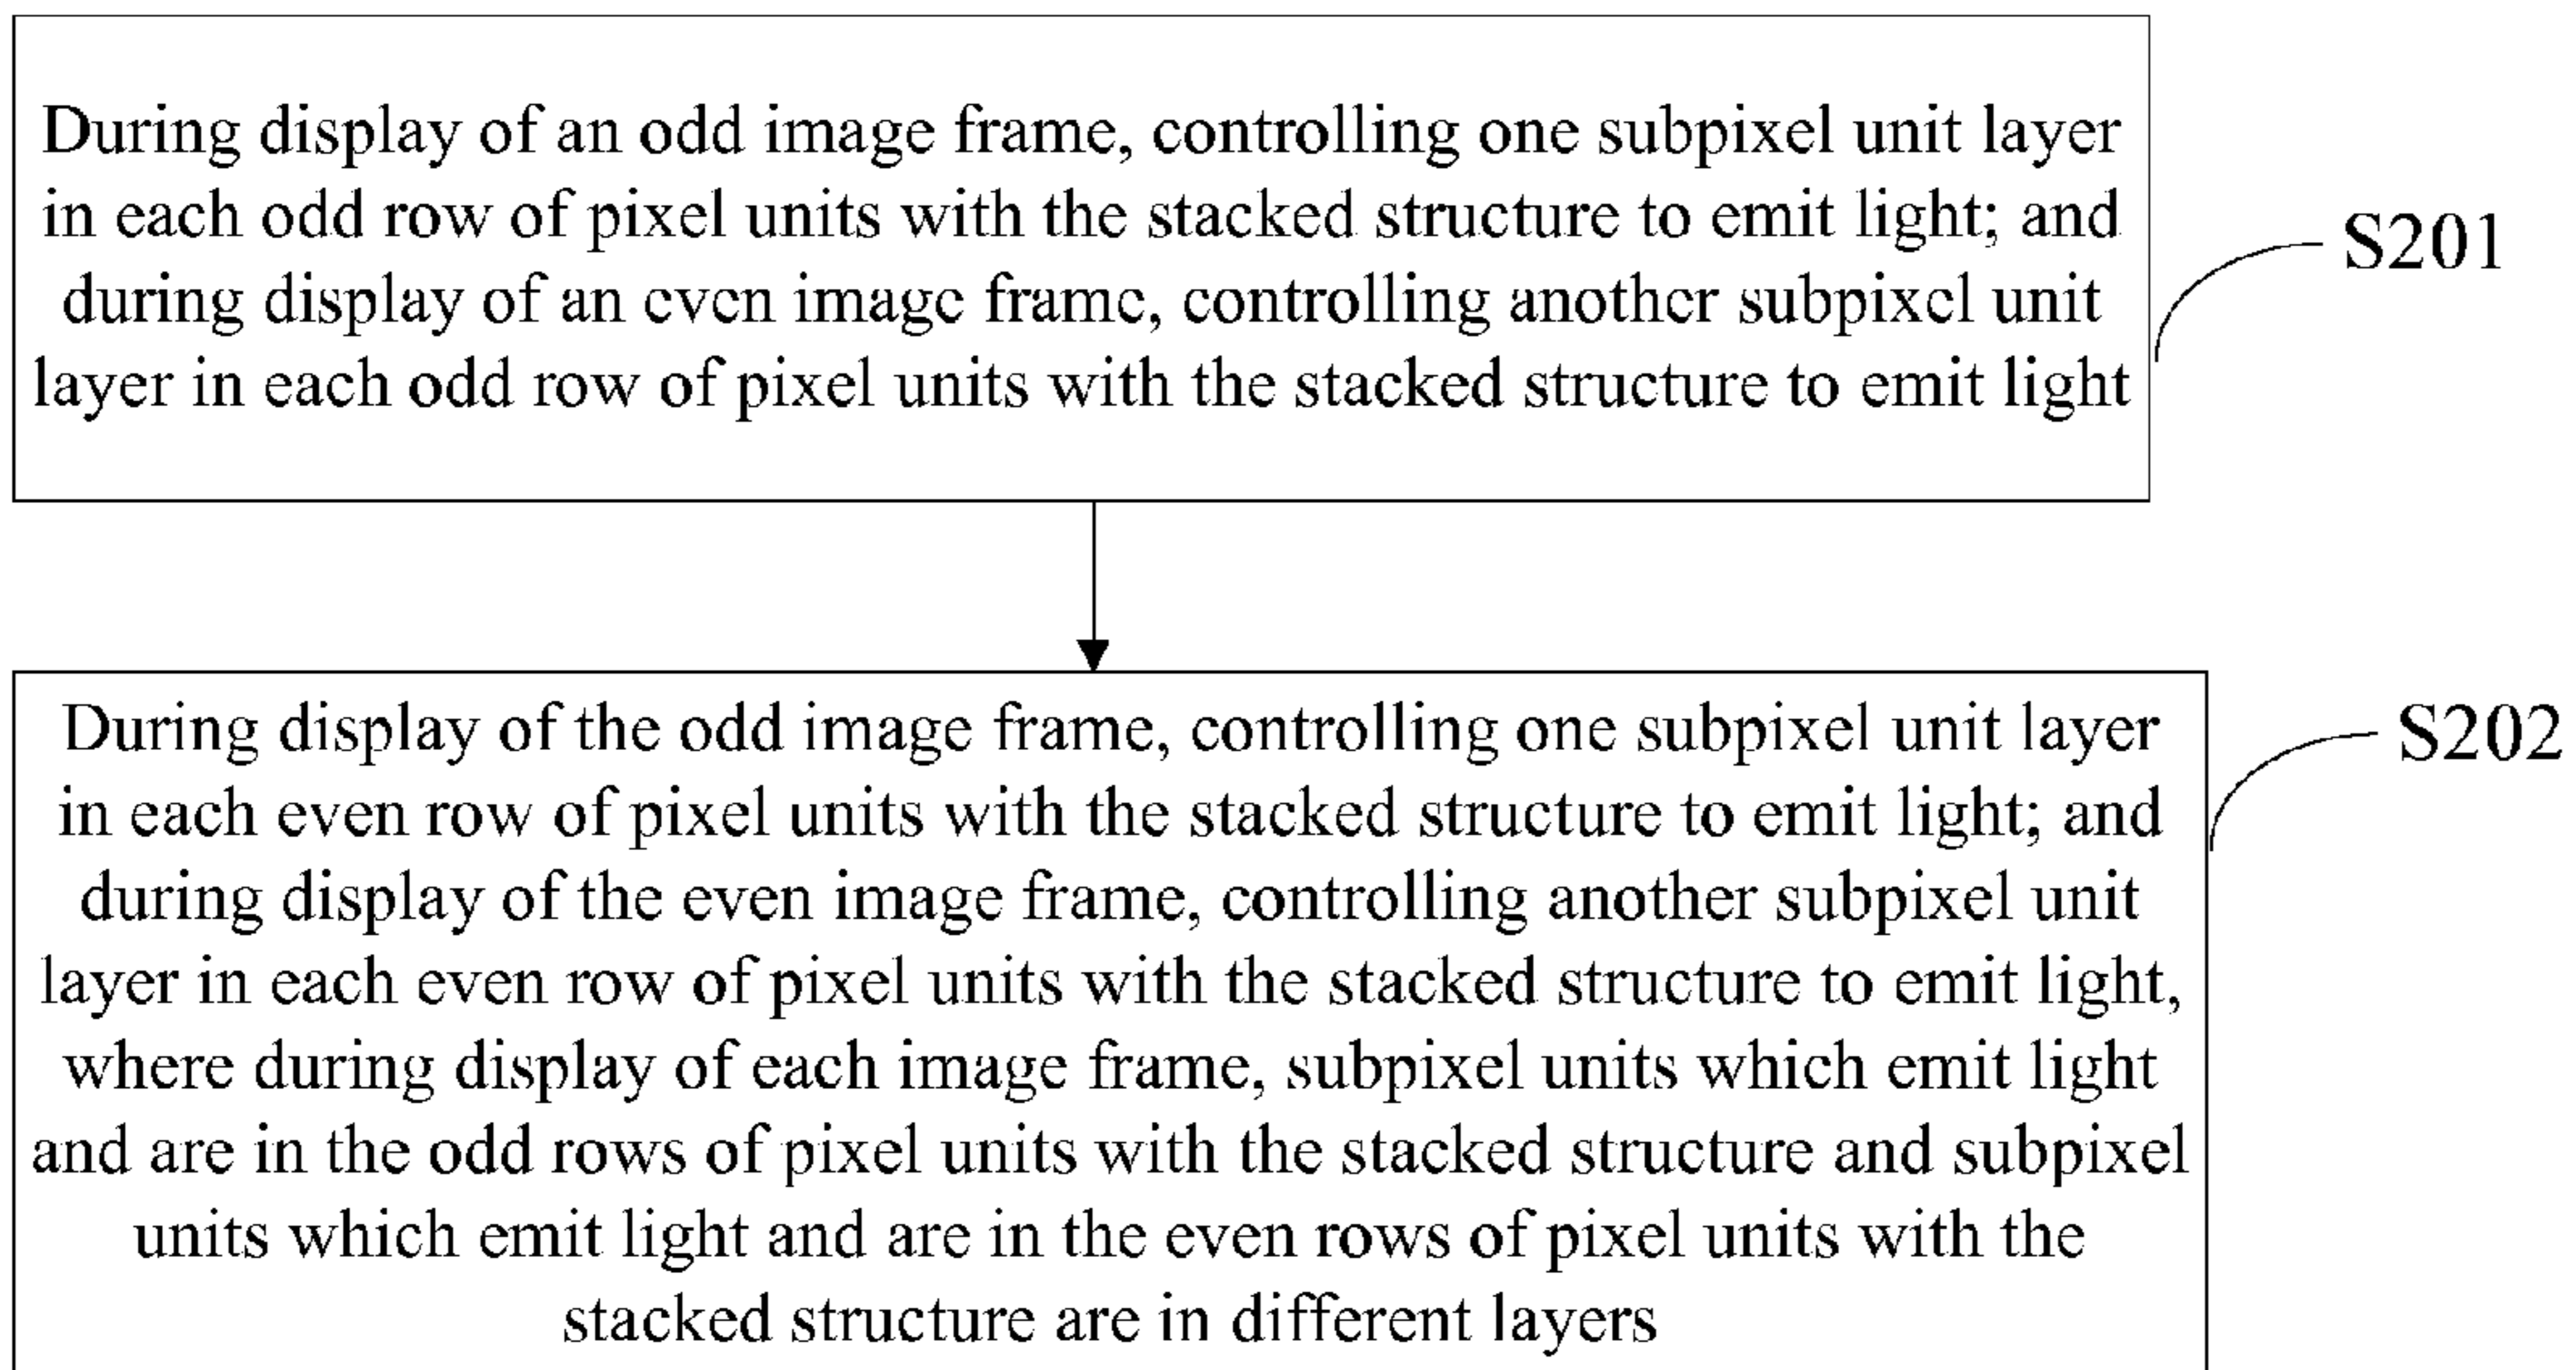 During display of an odd image frame, controlling one subpixel unit layer
in each odd row of pixel units with the stacked structure to emit light; and
during display of an even image frame, controlling another subpixel unit
layer in each odd row of pixel units with the stacked structure to emit light
S201
During display of the odd image frame, controlling one subpixel unit layer
in each even row of pixel units with the stacked structure to emit light; and
during display of the even image frame, controlling another subpixel unit
layer in each even row of pixel units with the stacked structure to emit light,
where during display of each image frame, subpixel units which emit light
and are in the odd rows of pixel units with the stacked structure and subpixel
units which emit light and are in the even rows of pixel units with the
stacked structure are in different layers
S202